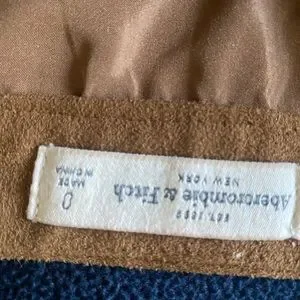 EST. 1892
Abercrombie & Fitch
NEW YORK
0
MADE
IN CHINA